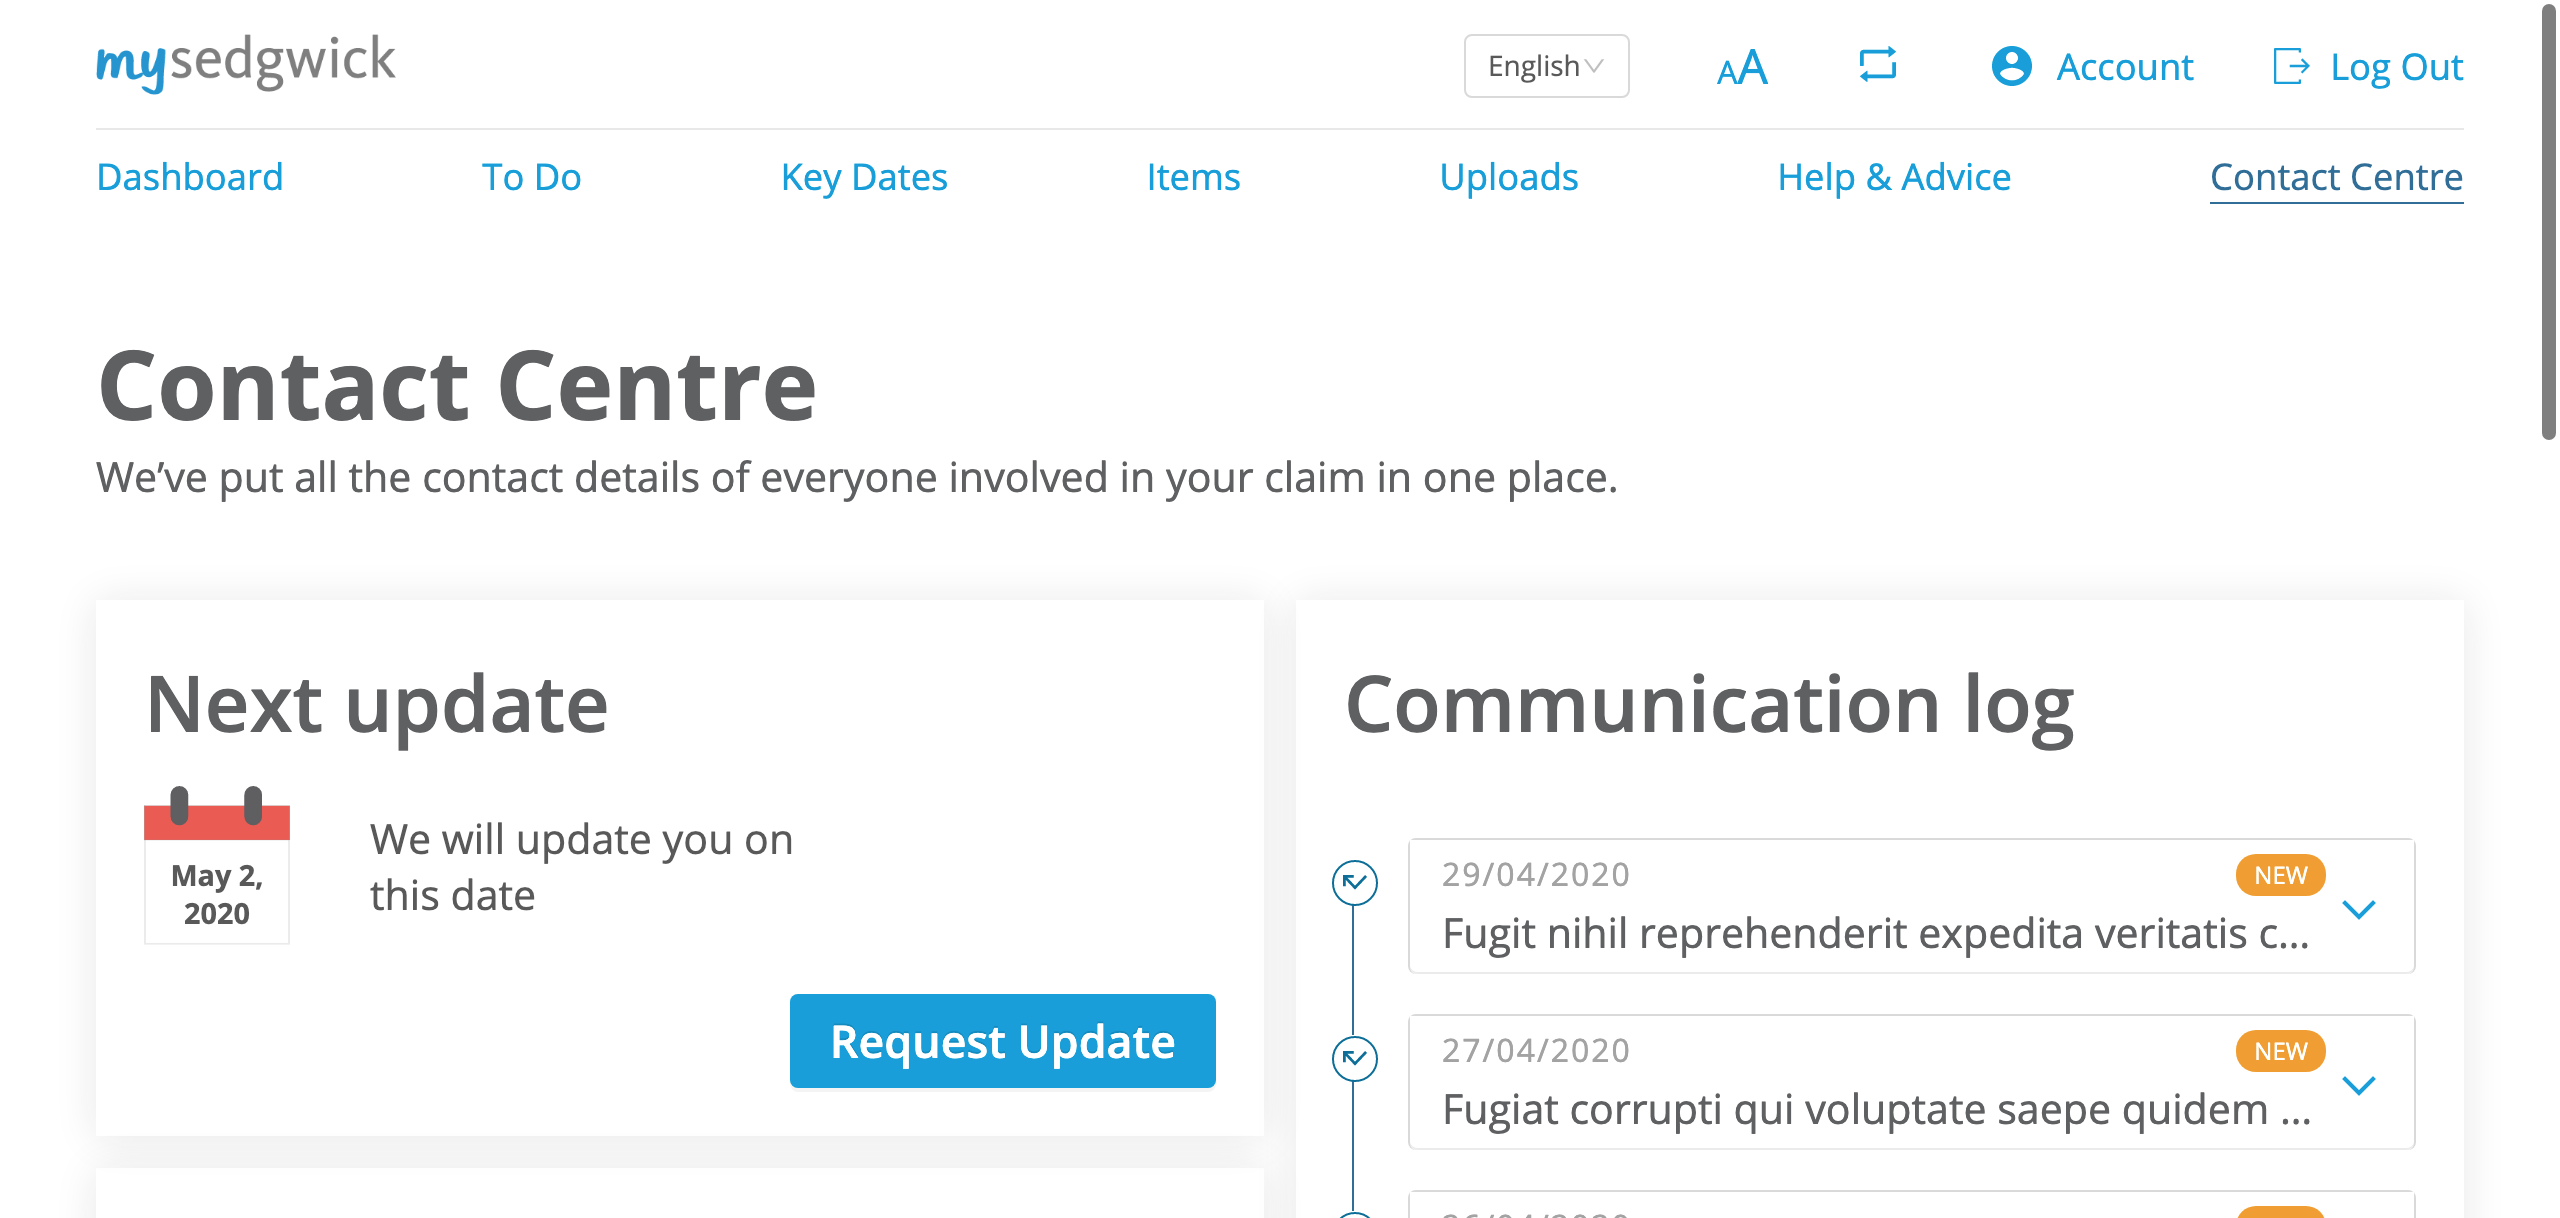 mysedgwick
English
AA
Account
Log Out
Dashboard
To Do
Key Dates
Items
Uploads
Help & Advice
Contact Centre
Contact Centre
We’ve put all the contact details of everyone involved in your claim in one place.
Next update
May 2,
2020
We will update you on
this date
Request Update
Communication log
29/04/2020
NEW
Fugit nihil reprehenderit expedita veritatis c...
27/04/2020
NEW
Fugiat corrupti qui voluptate saepe quidem ...